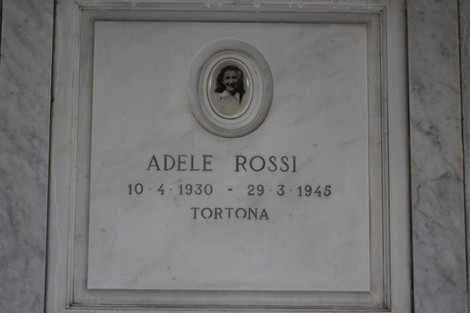 ADELE ROSSI
10·4·1930 - 29·3·1945
TORTONA